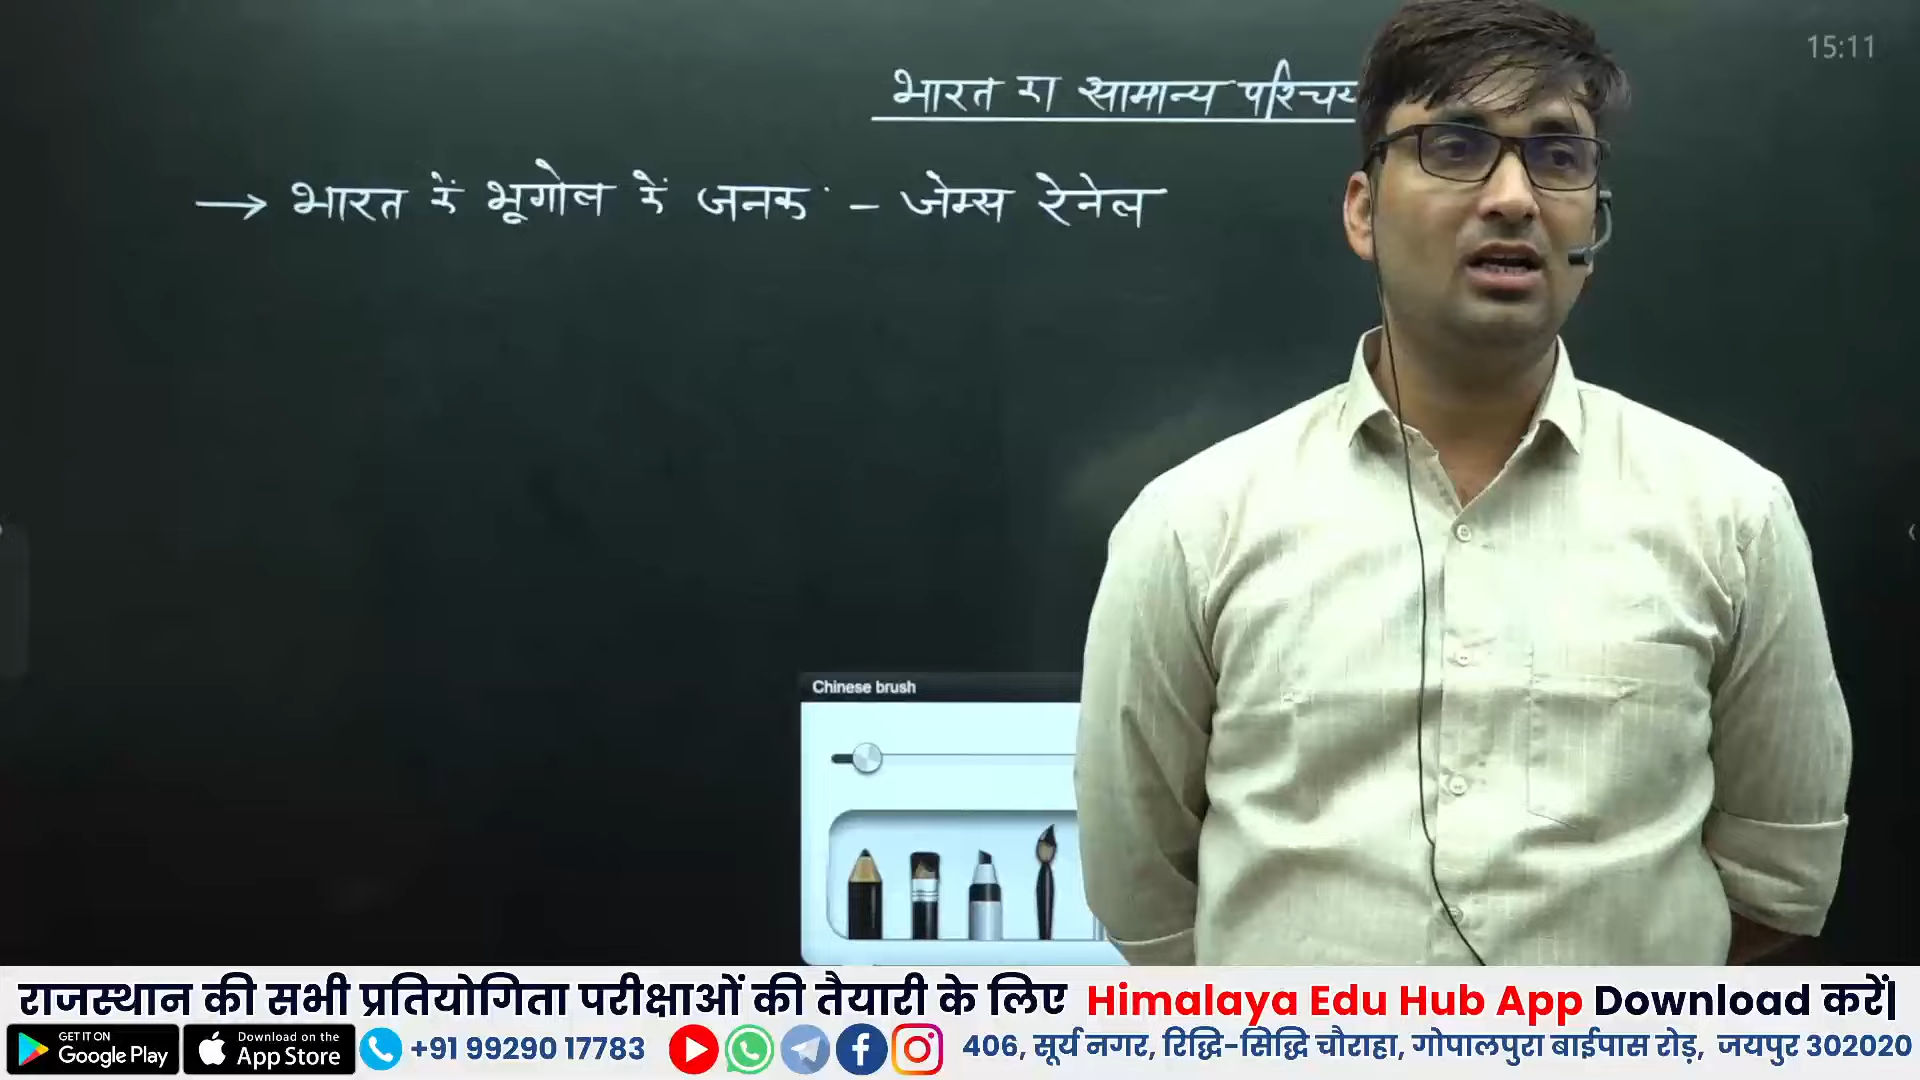 15:11
भारत का सामान्य परिचय
→ भारत में भूगोल के जनक - जेम्स रेनेल
Chinese brush
राजस्थान की सभी प्रतियोगिता परीक्षाओं की तैयारी के लिए Himalaya Edu Hub App Download करें|
GET IT ON Google Play Download on the App Store +91 99290 17783 406, सूर्य नगर, रिद्धि-सिद्धि चौराहा, गोपालपुरा बाईपास रोड़, जयपुर 302020